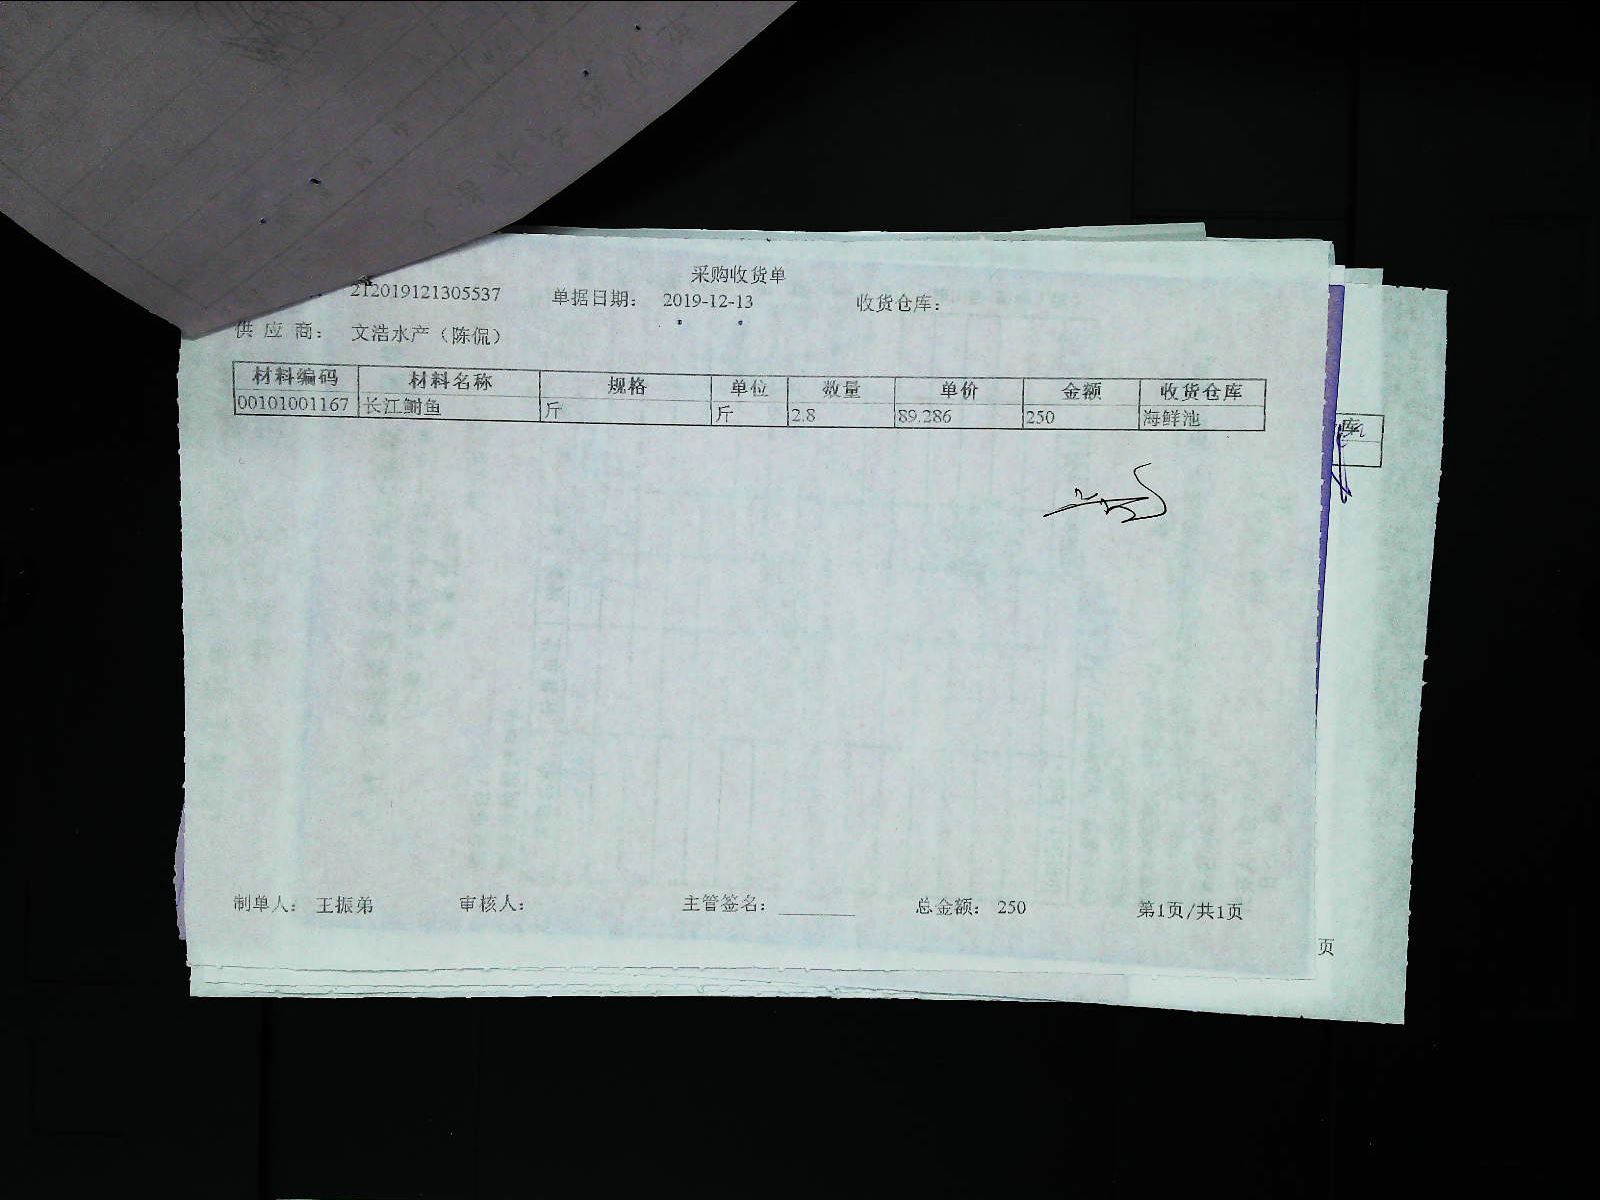 采购收货单
212019121305537 单据日期： 2019-12-13 收货仓库：
供 应 商： 文浩水产（陈侃）
材料编码 材料名称 规格 单位 数量 单价 金额 收货仓库
00101001167 长江鲥鱼 斤 斤 2.8 89.286 250 海鲜池
库
制单人： 王振弟 审核人： 主管签名： 总金额： 250 第1页/共1页
页